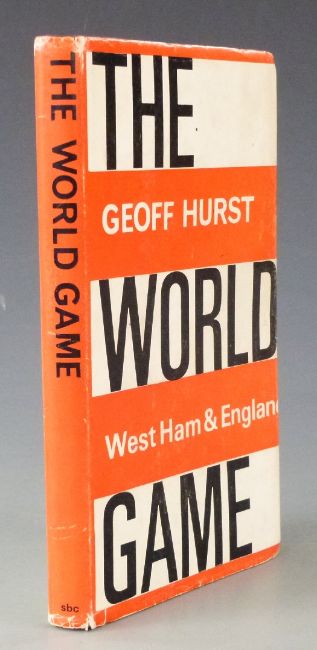 THE WORLD GAME
sbc
THE
GEOFF HURST
WORLD
West Ham & England
GAME